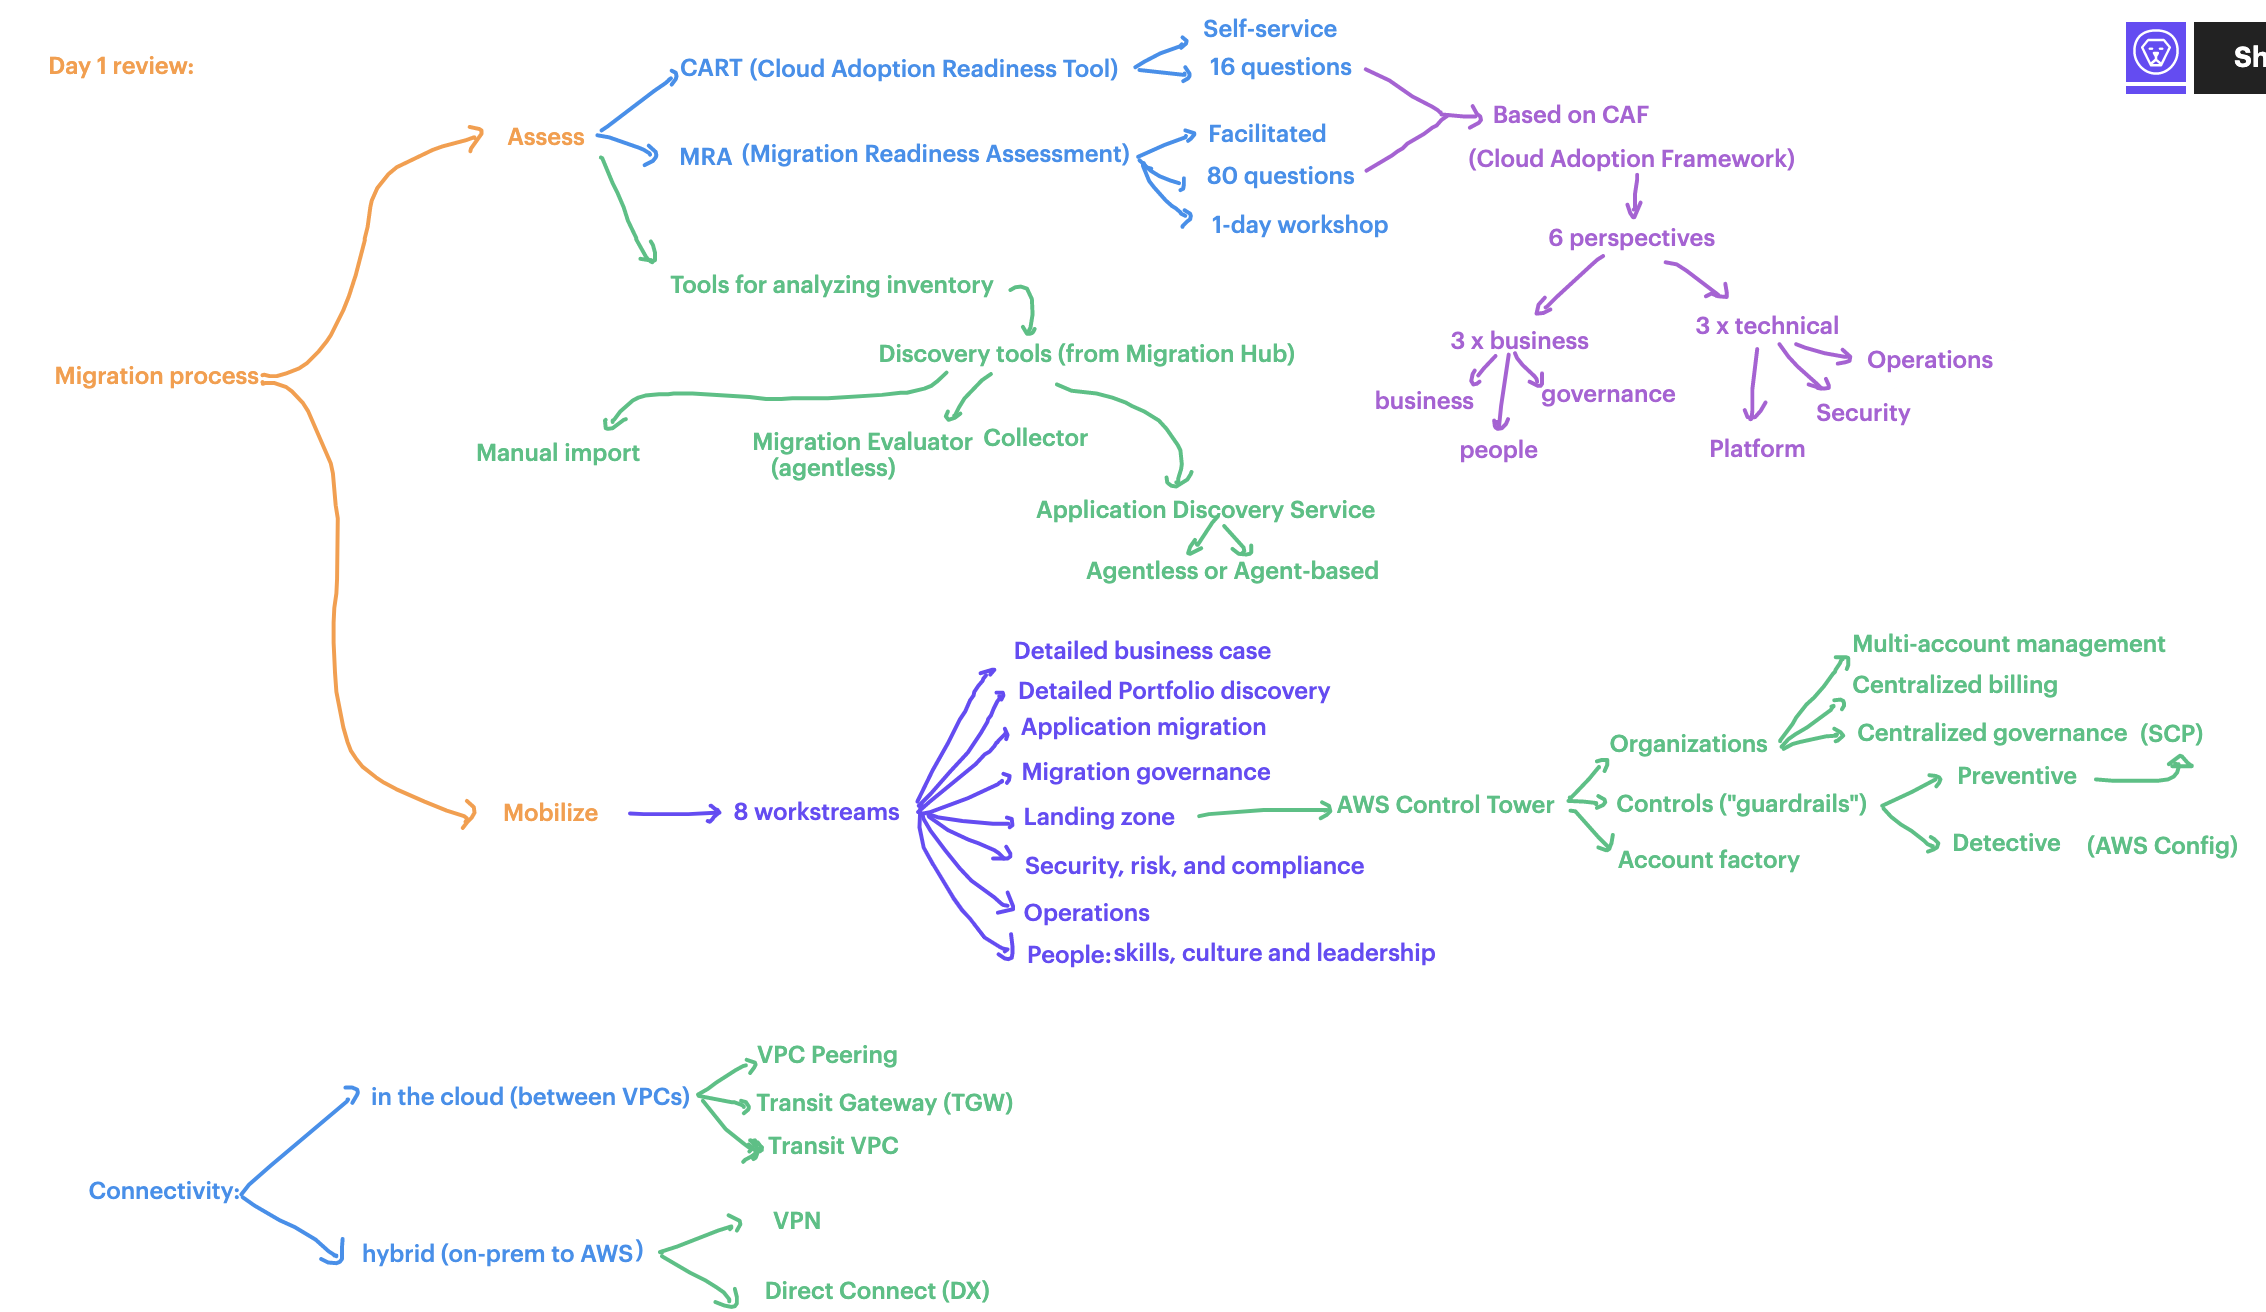 Day 1 review:
Self-service
CART (Cloud Adoption Readiness Tool)
16 questions
Assess
MRA (Migration Readiness Assessment)
Facilitated
80 questions
1-day workshop
Based on CAF
(Cloud Adoption Framework)
6 perspectives
3 x business
business
people
governance
3 x technical
Operations
Security
Platform
Tools for analyzing inventory
Discovery tools (from Migration Hub)
Manual import
Migration Evaluator Collector
(agentless)
Application Discovery Service
Agentless or Agent-based
Migration process
Mobilize
8 workstreams
Detailed business case
Detailed Portfolio discovery
Application migration
Migration governance
Landing zone
Security, risk, and compliance
Operations
People: skills, culture and leadership
AWS Control Tower
Organizations
Multi-account management
Centralized billing
Centralized governance (SCP)
Controls ("guardrails")
Preventive
Detective (AWS Config)
Account factory
Connectivity:
in the cloud (between VPCs)
VPC Peering
Transit Gateway (TGW)
Transit VPC
hybrid (on-prem to AWS)
VPN
Direct Connect (DX)